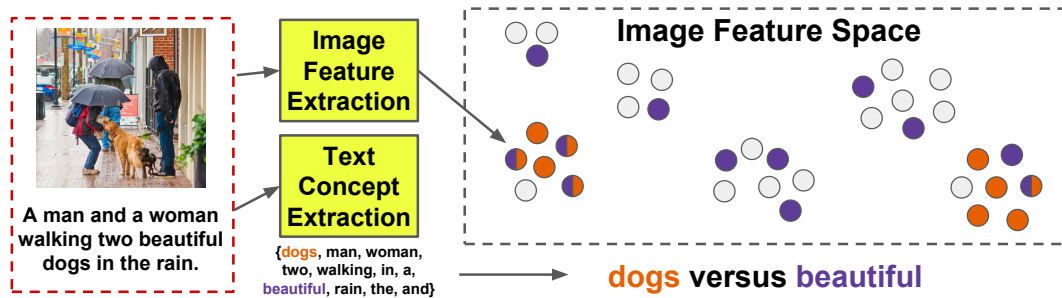 A man and a woman
walking two beautiful
dogs in the rain.
Image
Feature
Extraction
Text
Concept
Extraction
{dogs, man, woman,
two, walking, in, a,
beautiful, rain, the, and}
Image Feature Space
dogs versus beautiful